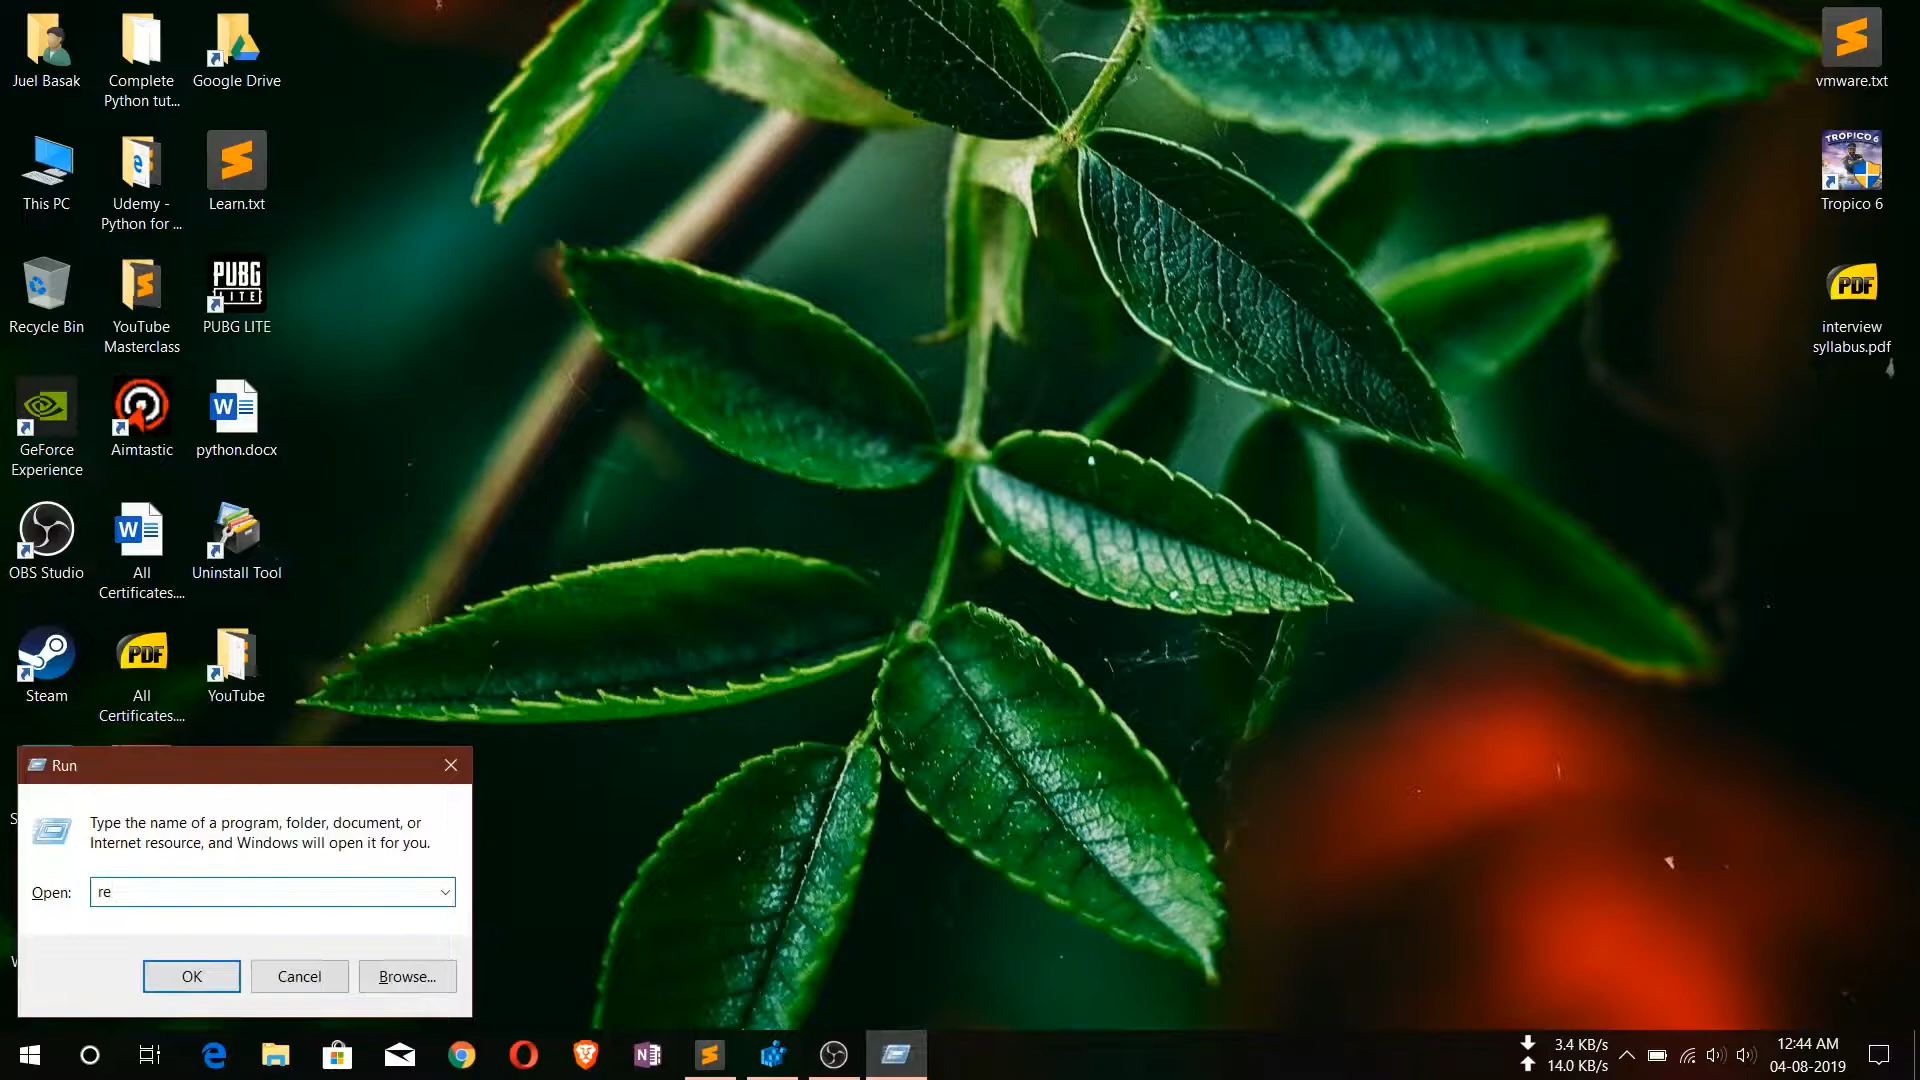 Juel Basak
Complete
Python tut...
Google Drive
This PC
Udemy -
Python for ...
Learn.txt
Recycle Bin
YouTube
Masterclass
PUBG
LITE
PUBG LITE
GeForce
Experience
Aimtastic
python.docx
OBS Studio
All
Certificates....
Uninstall Tool
Steam
PDF
All
Certificates....
YouTube
vmware.txt
TROPICO 6
Tropico 6
PDF
interview
syllabus.pdf
Run
Type the name of a program, folder, document, or
Internet resource, and Windows will open it for you.
Open:
re
OK
Cancel
Browse...
3.4 KB/s
14.0 KB/s
12:44 AM
04-08-2019